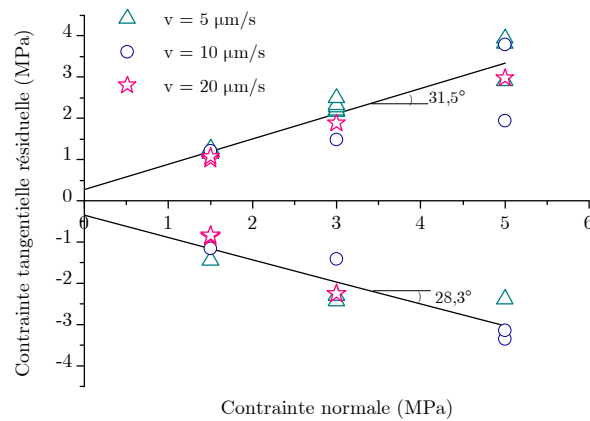 v = 5 µm/s
v = 10 µm/s
v = 20 µm/s
Contrainte tangentielle résiduelle (MPa)
4
3
2
1
0
-1
-2
-3
-4
0 1 2 3 4 5 6
31,5°
28,3°
Contrainte normale (MPa)